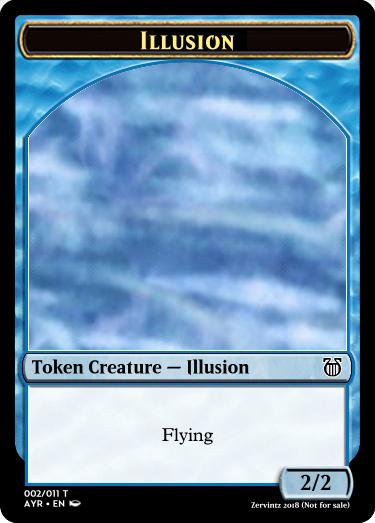 Illusion
Token Creature — Illusion
Flying
2/2
002/011 T
AYR • EN
Zervintz 2018 (Not for sale)